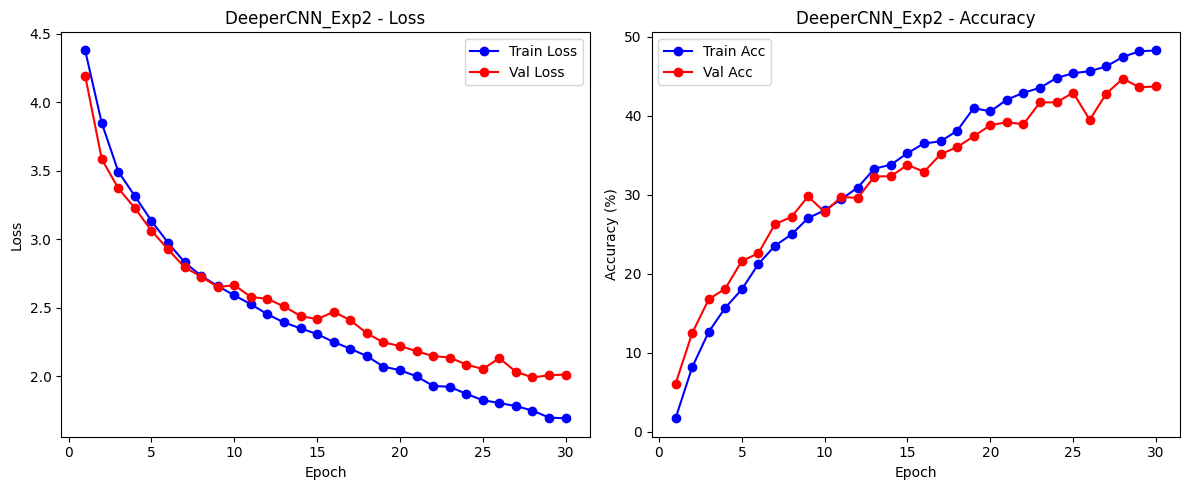 DeeperCNN_Exp2 - Loss
4.5
4.0
3.5
3.0
2.5
2.0
Loss
Train Loss
Val Loss
0 5 10 15 20 25 30
Epoch
DeeperCNN_Exp2 - Accuracy
50
40
30
20
10
0
Accuracy (%)
Train Acc
Val Acc
0 5 10 15 20 25 30
Epoch